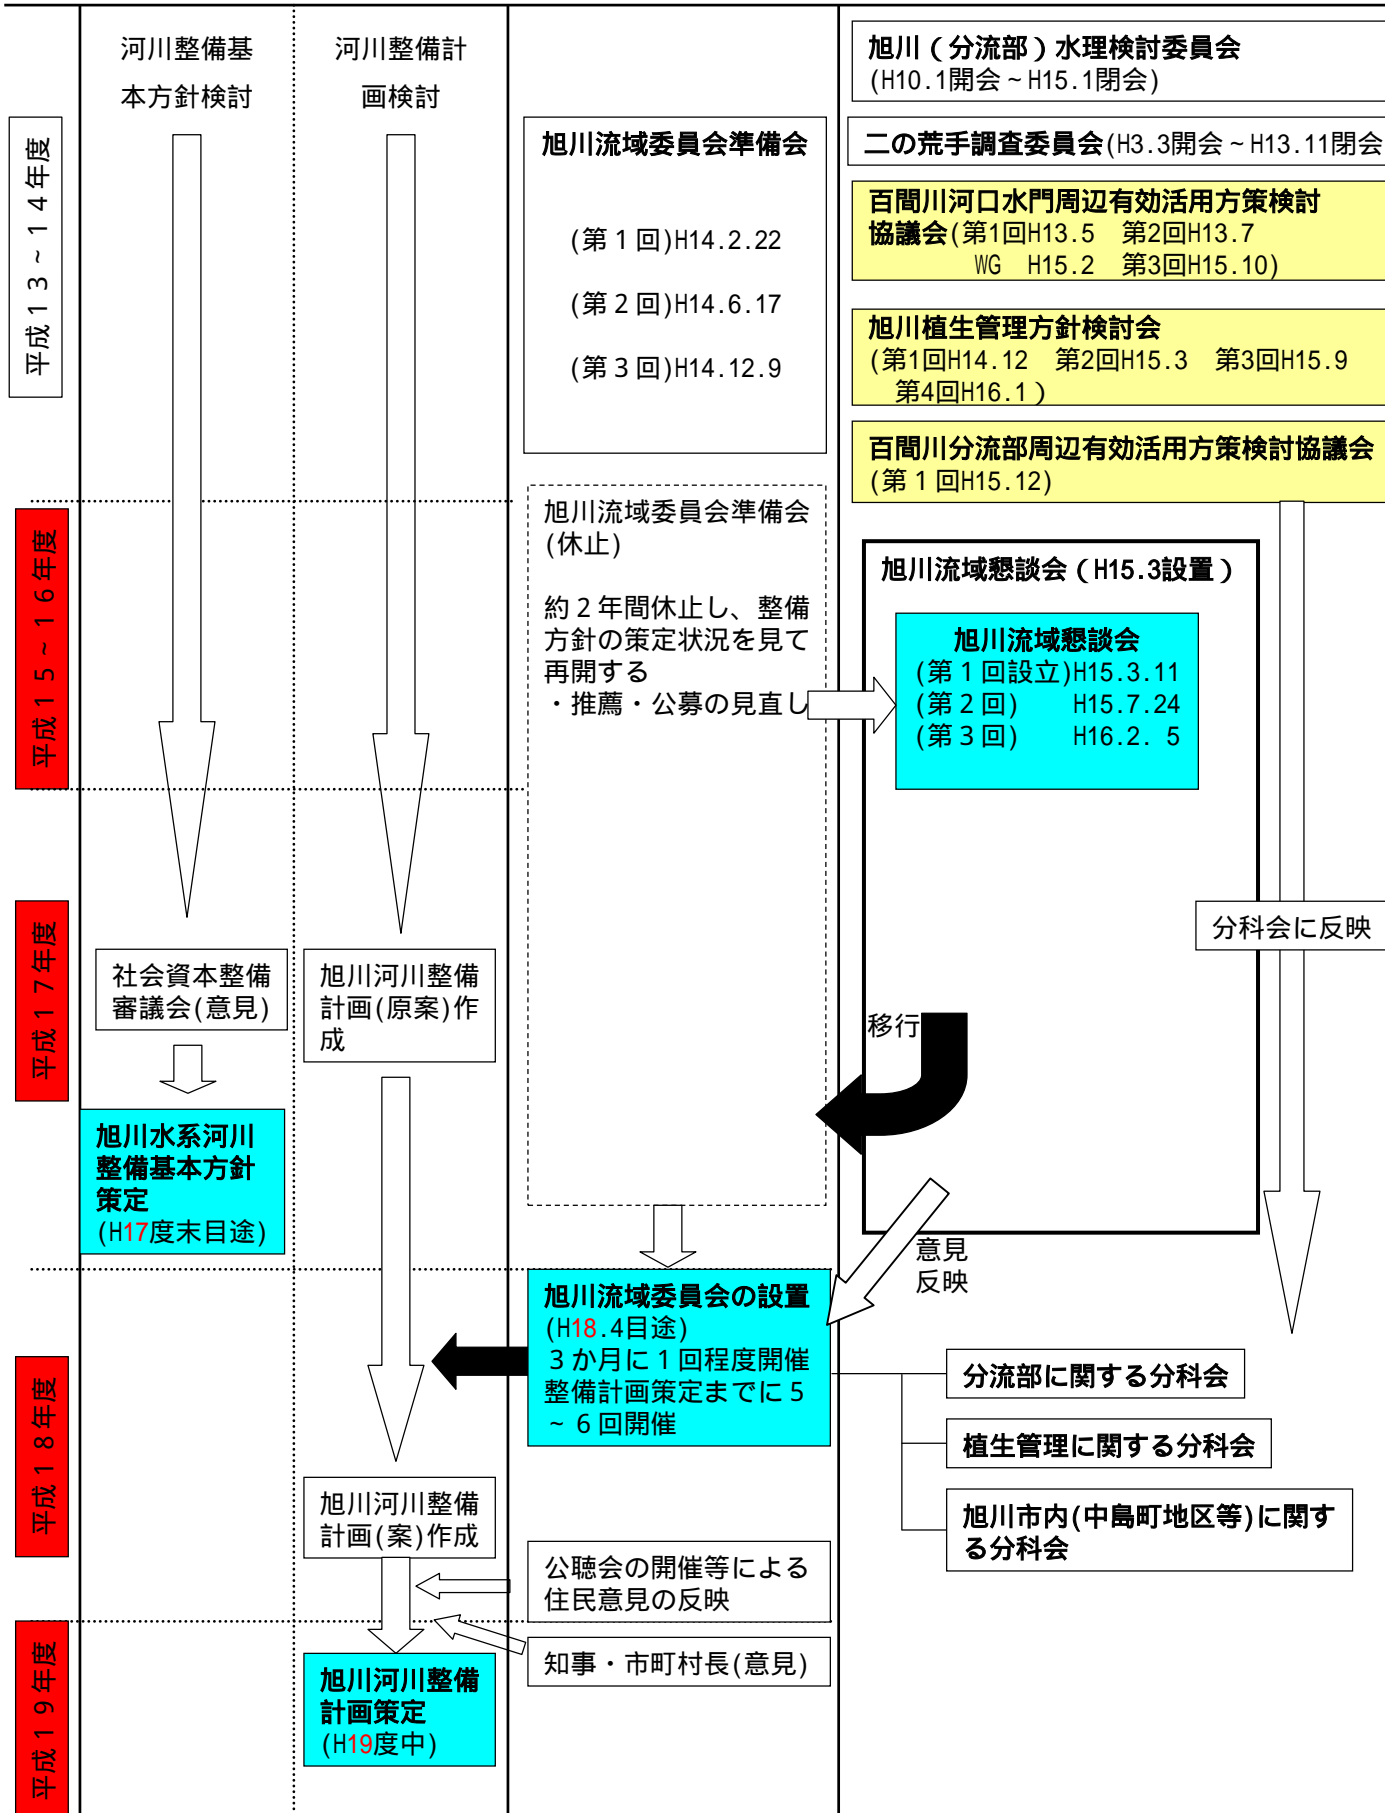 河川整備基
本方針検討
河川整備計
画検討
平成13～14年度
平成15～16年度
平成17年度
平成18年度
平成19年度
社会資本整備
審議会(意見)
旭川水系河川
整備基本方針
策定
(H17度末目途)
旭川河川整備
計画(原案)作
成
旭川河川整備
計画(案)作成
旭川河川整備
計画策定
(H19度中)
旭川流域委員会準備会
(第１回)H14.2.22
(第２回)H14.6.17
(第３回)H14.12.9
旭川流域委員会準備会
(休止)
約２年間休止し、整備
方針の策定状況を見て
再開する
・推薦・公募の見直し
旭川流域委員会の設置
(H18.4目途)
３か月に１回程度開催
整備計画策定までに５
～６回開催
公聴会の開催等による
住民意見の反映
知事・市町村長(意見)
旭川（分流部）水理検討委員会
(H10.1開会～H15.1閉会)
二の荒手調査委員会(H3.3開会～H13.11閉会
百間川河口水門周辺有効活用方策検討
協議会(第1回H13.5　第2回H13.7
WG　H15.2　第3回H15.10)
旭川植生管理方針検討会
(第1回H14.12　第2回H15.3　第3回H15.9
第4回H16.1）
百間川分流部周辺有効活用方策検討協議会
(第１回H15.12)
旭川流域懇談会（H15.3設置）
旭川流域懇談会
(第１回設立)H15.3.11
(第２回)　　H15.7.24
(第３回)　　H16.2. 5
分科会に反映
移行
意見
反映
分流部に関する分科会
植生管理に関する分科会
旭川市内(中島町地区等)に関す
る分科会